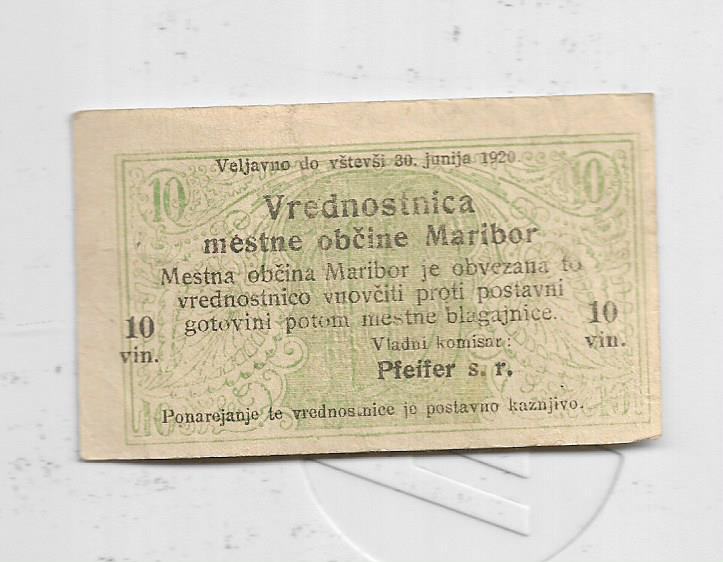 Veljavno do vštevši 30. junija 1920.
10
10
Vrednostnica
mestne občine Maribor
Mestna občina Maribor je obvezana to
vrednostnico vnovčiti proti postavni
gotovini potom mestne blagajnice.
10
vin.
10
vin.
Vladni komisar:
Pfeifer s. r.
10
10
Ponarejanje te vrednostnice je postavno kaznjivo.